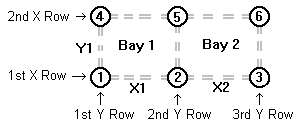 2nd X Row 4 5 6
Y1 Bay 1 Bay 2
1st X Row 1 2 3
X1 X2
1st Y Row 2nd Y Row 3rd Y Row